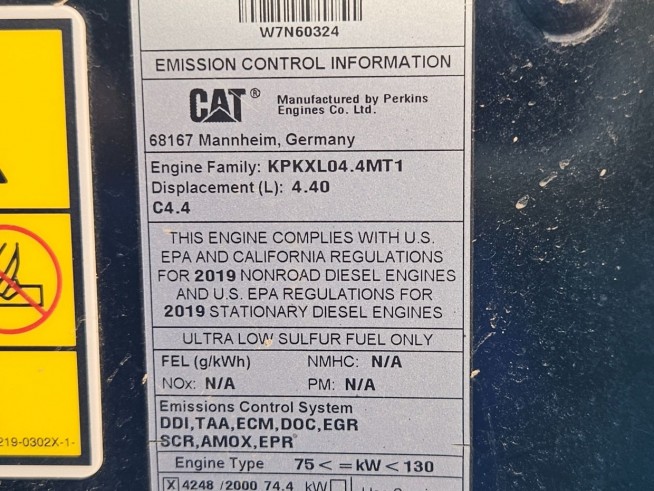 W7N60324
EMISSION CONTROL INFORMATION
CAT® Manufactured by Perkins
Engines Co. Ltd.
68167 Mannheim, Germany
Engine Family: KPKXL04.4MT1
Displacement (L): 4.40
C4.4
THIS ENGINE COMPLIES WITH U.S.
EPA AND CALIFORNIA REGULATIONS
FOR 2019 NONROAD DIESEL ENGINES
AND U.S. EPA REGULATIONS FOR
2019 STATIONARY DIESEL ENGINES
ULTRA LOW SULFUR FUEL ONLY
FEL (g/kWh) NMHC: N/A
NOx: N/A PM: N/A
Emissions Control System
DDI,TAA,ECM,DOC,EGR
SCR,AMOX,EPR
219-0302X-1-
Engine Type 75< =kW<130
X 4248 /2000 74.4 kW